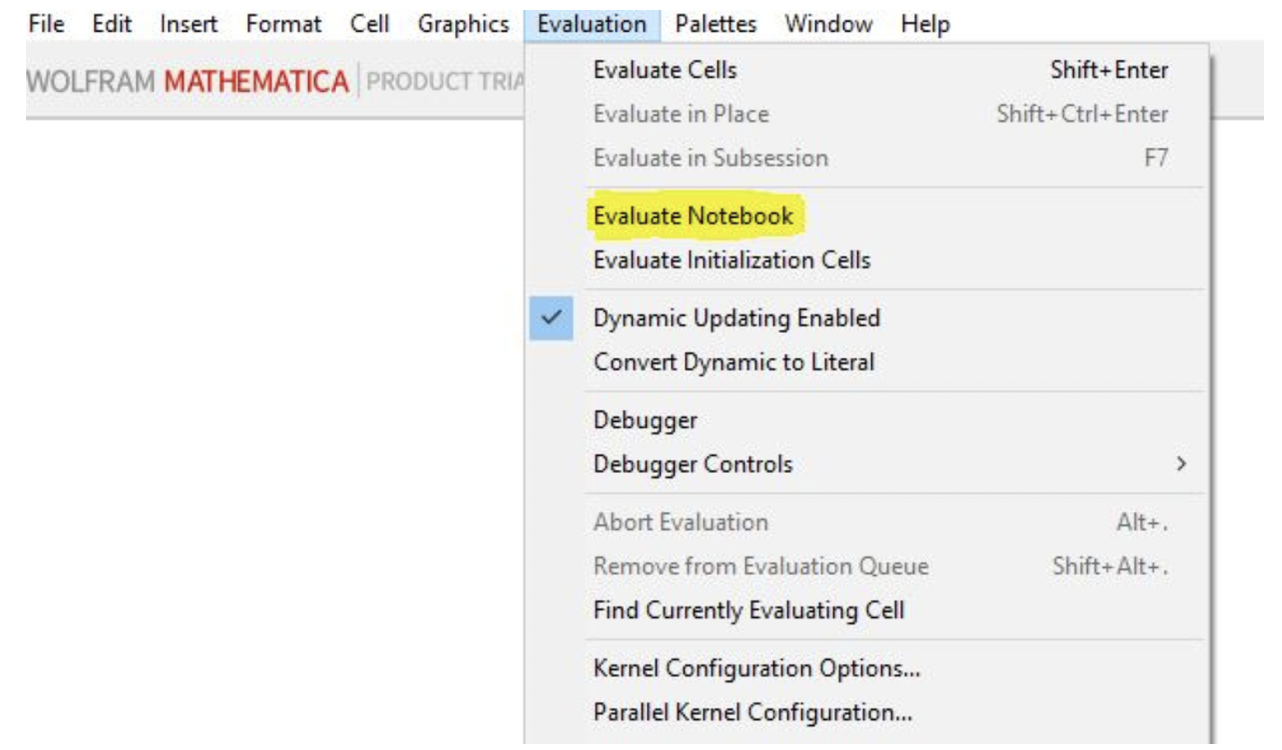 File Edit Insert Format Cell Graphics Evaluation Palettes Window Help
WOLFRAM MATHEMATICA PRODUCT
Evaluate Cells Shift+Enter
Evaluate in Place Shift+Ctrl+Enter
Evaluate in Subsession F7
Evaluate Notebook
Evaluate Initialization Cells
Dynamic Updating Enabled
Convert Dynamic to Literal
Debugger
Debugger Controls
Abort Evaluation Alt+.
Remove from Evaluation Queue Shift+Alt+.
Find Currently Evaluating Cell
Kernel Configuration Options...
Parallel Kernel Configuration...